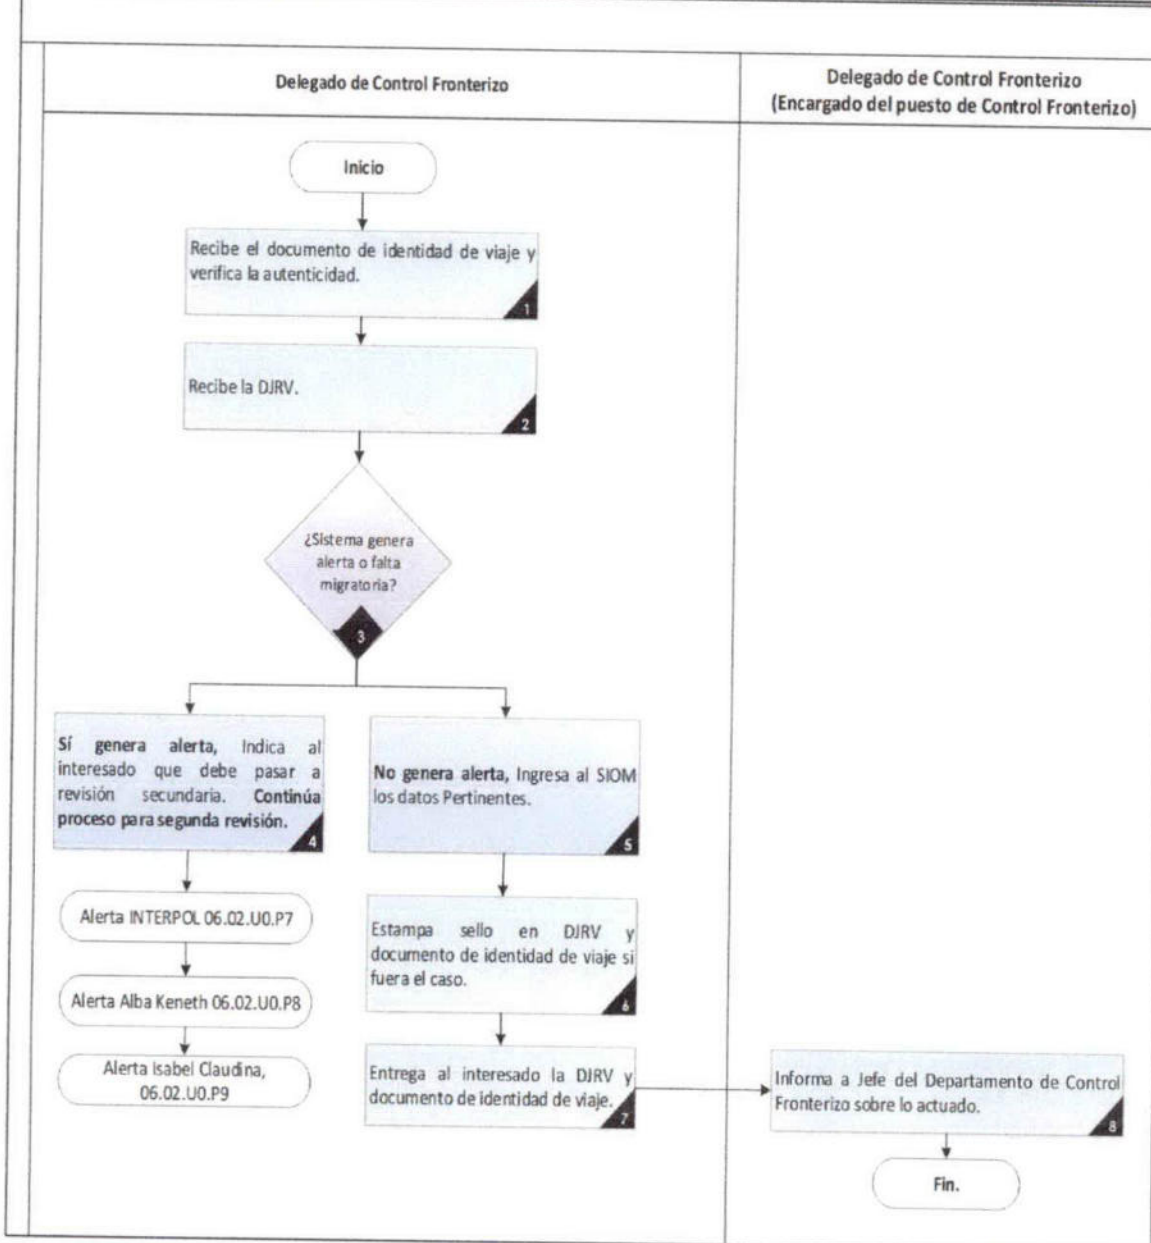 Delegado de Control Fronterizo
Delegado de Control Fronterizo
(Encargado del puesto de Control Fronterizo)
Inicio
Recibe el documento de identidad de viaje y
verifica la autenticidad.
1
Recibe la DJRV.
2
¿Sistema genera
alerta o falta
migratoria?
3
Sí genera alerta, Indica al
interesado que debe pasar a
revisión secundaria. Continúa
proceso para segunda revisión.
4
No genera alerta, Ingresa al SIOM
los datos Pertinentes.
5
Alerta INTERPOL 06.02.U0.P7
Alerta Alba Keneth 06.02.U0.P8
Alerta Isabel Claudina,
06.02.U0.P9
Estampa sello en DJRV y
documento de identidad de viaje si
fuera el caso.
6
Entrega al interesado la DJRV y
documento de identidad de viaje.
7
Informa a Jefe del Departamento de Control
Fronterizo sobre lo actuado.
8
Fin.